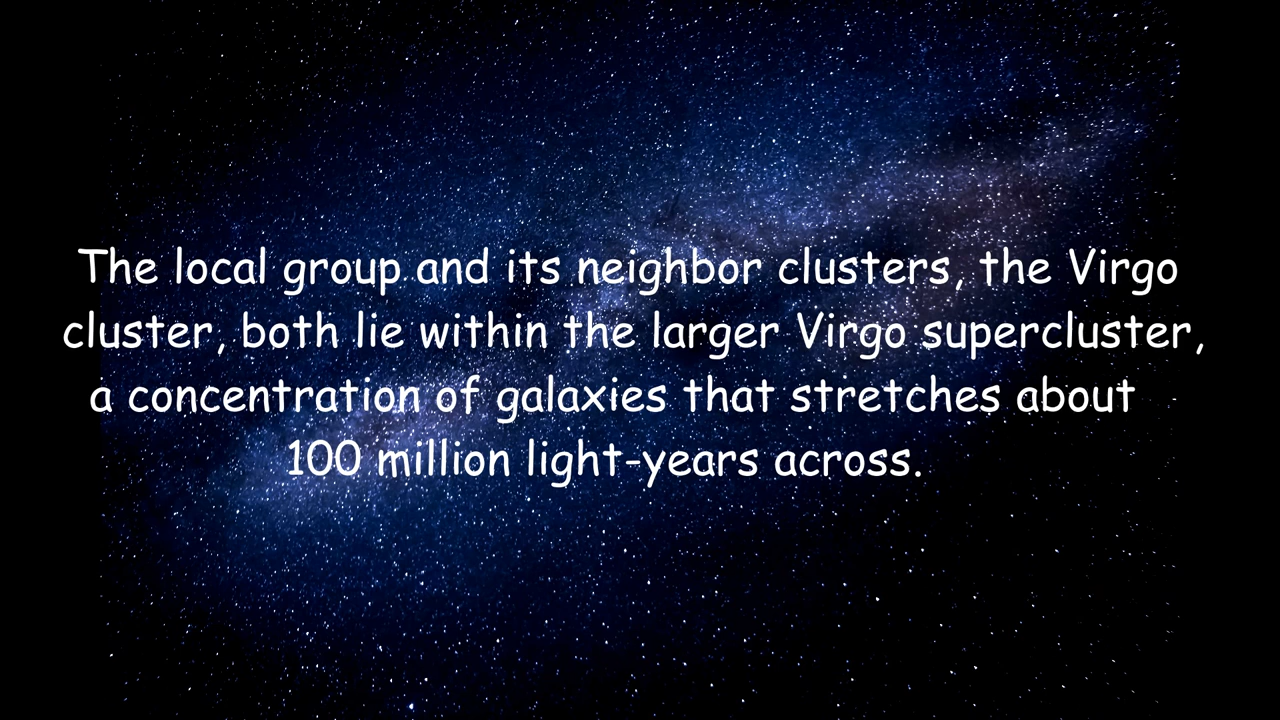 The local group and its neighbor clusters, the Virgo
cluster, both lie within the larger Virgo supercluster,
a concentration of galaxies that stretches about
100 million light-years across.